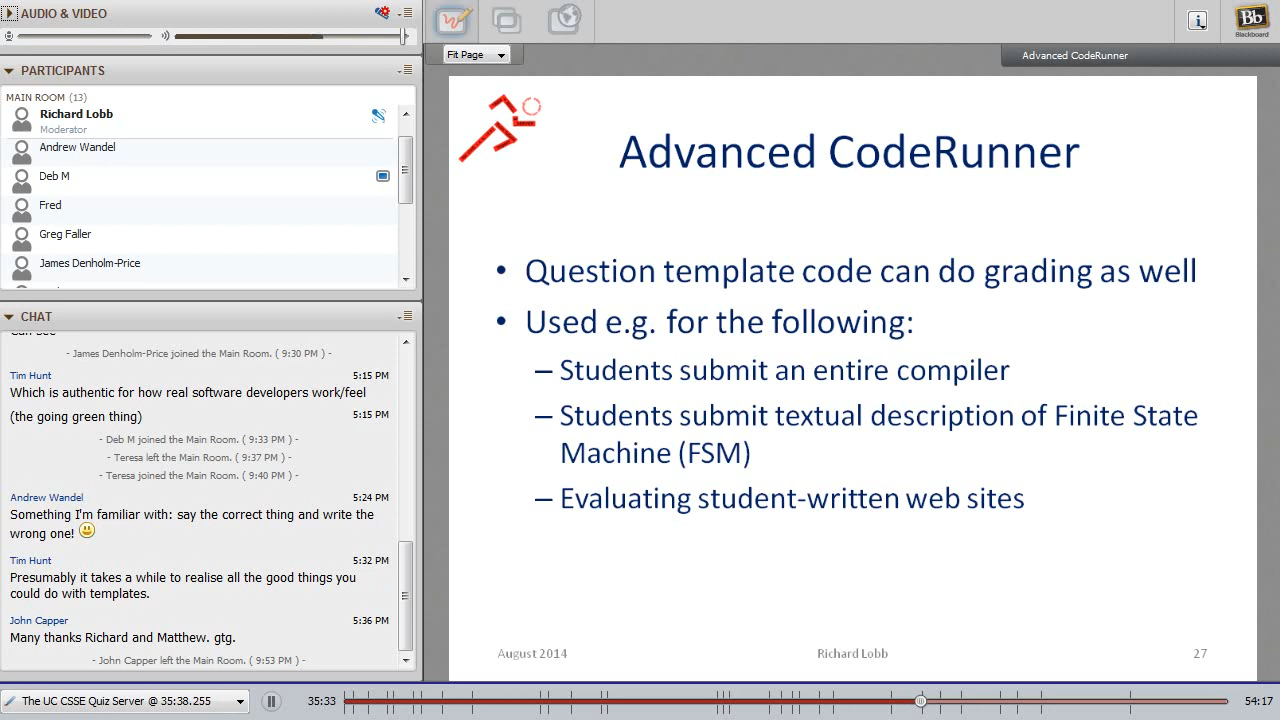 AUDIO & VIDEO
PARTICIPANTS
MAIN ROOM (13)
Richard Lobb
Moderator
Andrew Wandel
Deb M
Fred
Greg Faller
James Denholm-Price
CHAT
- James Denholm-Price joined the Main Room. ( 9:30 PM ) -
Tim Hunt 5:15 PM
Which is authentic for how real software developers work/feel
(the going green thing) 5:15 PM
- Deb M joined the Main Room. ( 9:33 PM ) -
- Teresa left the Main Room. ( 9:37 PM ) -
- Teresa joined the Main Room. ( 9:40 PM ) -
Andrew Wandel 5:24 PM
Something I'm familiar with: say the correct thing and write the
wrong one!
Tim Hunt 5:32 PM
Presumably it takes a while to realise all the good things you
could do with templates.
John Capper 5:36 PM
Many thanks Richard and Matthew. gtg.
- John Capper left the Main Room. ( 9:53 PM ) -
Fit Page
Bb
Blackboard
Advanced CodeRunner
Advanced CodeRunner
• Question template code can do grading as well
• Used e.g. for the following:
– Students submit an entire compiler
– Students submit textual description of Finite State
Machine (FSM)
– Evaluating student-written web sites
August 2014 Richard Lobb 27
The UC CSSE Quiz Server @ 35:38.255 35:33 54:17